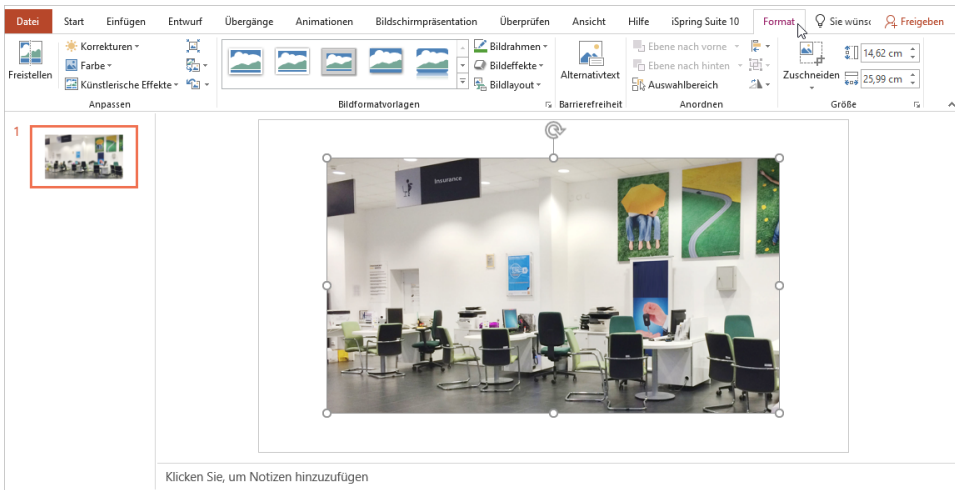 Datei Start Einfügen Entwurf Übergänge Animationen Bildschirmpräsentation Überprüfen Ansicht Hilfe iSpring Suite 10 Format Sie wünsc Freigeben
Freistellen
Korrekturen
Farbe
Künstlerische Effekte
Anpassen
Bildrahmen
Bildeffekte
Bildlayout
Bildformatvorlagen
Alternativtext
Barrierefreiheit
Ebene nach vorne
Ebene nach hinten
Auswahlbereich
Anordnen
Zuschneiden
14,62 cm
25,99 cm
Größe
1
Insurance
Klicken Sie, um Notizen hinzuzufügen